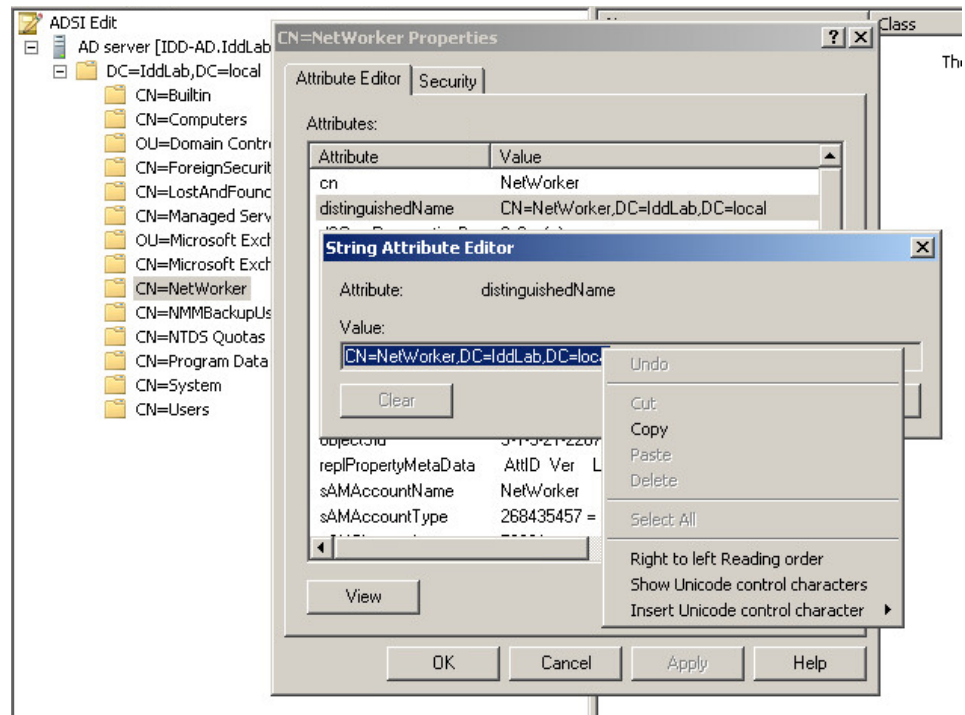 ADSI Edit
Class
AD server [IDD-AD.IddLab
DC=IddLab,DC=local
CN=Builtin
CN=Computers
OU=Domain Contr
CN=ForeignSecurit
CN=LostAndFound
CN=Managed Serv
OU=Microsoft Exch
CN=Microsoft Exch
CN=NetWorker
CN=NMMBackupUs
CN=NTDS Quotas
CN=Program Data
CN=System
CN=Users
CN=NetWorker Properties
Attribute Editor Security
Attributes:
Attribute Value
cn NetWorker
distinguishedName CN=NetWorker,DC=IddLab,DC=local
String Attribute Editor
Attribute: distinguishedName
Value:
CN=NetWorker,DC=IddLab,DC=loca
Clear
Undo
Cut
Copy
Paste
Delete
Select All
Right to left Reading order
Show Unicode control characters
Insert Unicode control character
objectSid
replPropertyMetaData AttID Ver L
sAMAccountName NetWorker
sAMAccountType 268435457 =
View
OK Cancel Apply Help
The